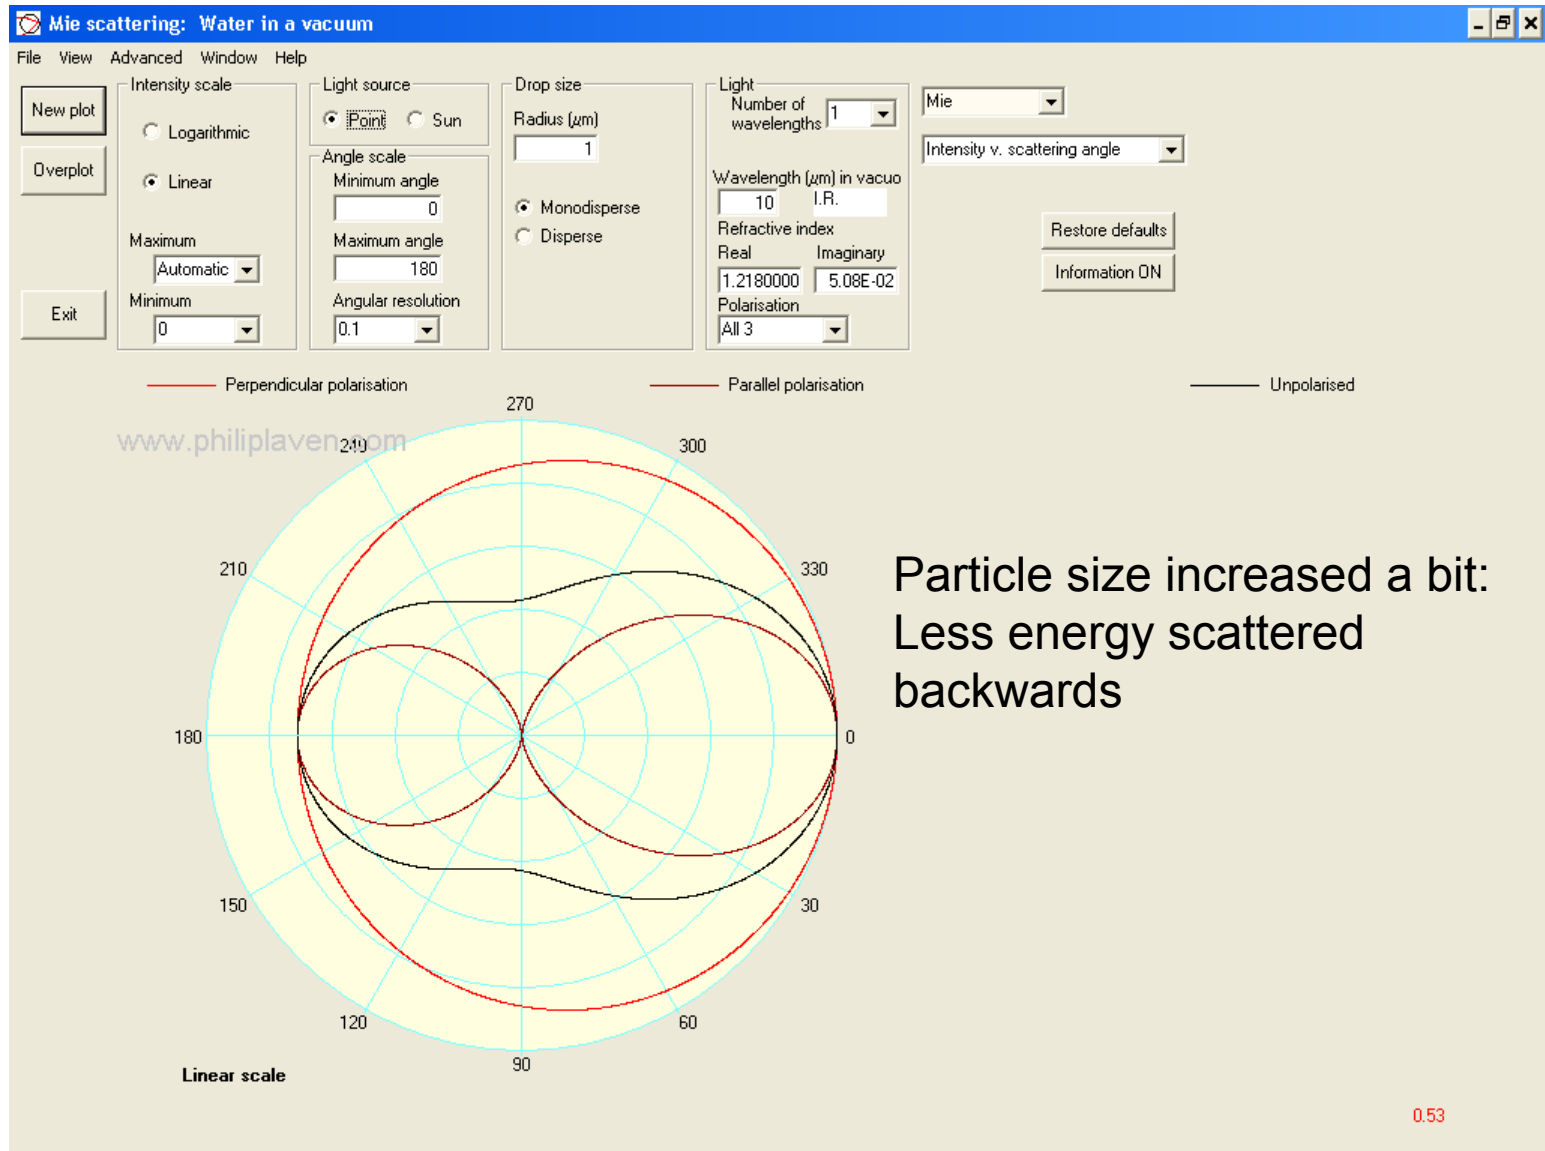 Mie scattering: Water in a vacuum
File View Advanced Window Help
New plot
Overplot
Exit
Intensity scale
Logarithmic
Linear
Maximum
Automatic
Minimum
0
Light source
Point Sun
Angle scale
Minimum angle
0
Maximum angle
180
Angular resolution
0.1
Drop size
Radius (µm)
1
Monodisperse
Disperse
Light
Number of
wavelengths 1
Wavelength (µm) in vacuo
10 I.R.
Refractive index
Real Imaginary
1.2180000 5.08E-02
Polarisation
All 3
Mie
Intensity v. scattering angle
Restore defaults
Information ON
Perpendicular polarisation Parallel polarisation Unpolarised
270
www.philiplaven.com
240 300
210 330
180 0
150 30
120 60
90
Particle size increased a bit:
Less energy scattered
backwards
Linear scale
0.53